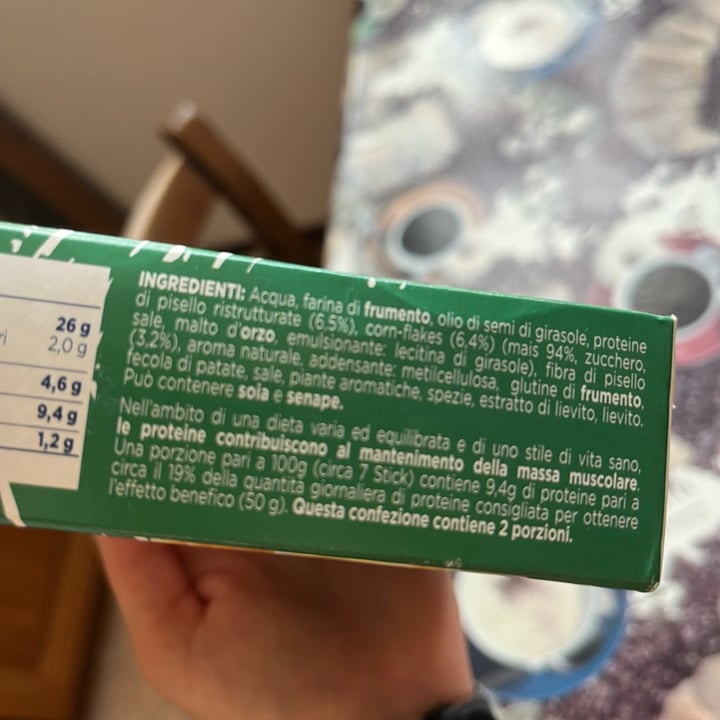 26 g
ri 2,0 g
4,6 g
9,4 g
1,2 g
INGREDIENTI: Acqua, farina di frumento, olio di semi di girasole, proteine
di pisello ristrutturate (6,5%), corn-flakes (6,4%) (mais 94%, zucchero,
sale, malto d'orzo, emulsionante: lecitina di girasole), fibra di pisello
(3,2%), aroma naturale, addensante: metilcellulosa, glutine di frumento,
fecola di patate, sale, piante aromatiche, spezie, estratto di lievito, lievito.
Può contenere soia e senape.
Nell'ambito di una dieta varia ed equilibrata e di uno stile di vita sano,
le proteine contribuiscono al mantenimento della massa muscolare.
Una porzione pari a 100g (circa 7 Stick) contiene 9,4g di proteine pari a
circa il 19% della quantità giornaliera di proteine consigliata per ottenere
l'effetto benefico (50 g). Questa confezione contiene 2 porzioni.